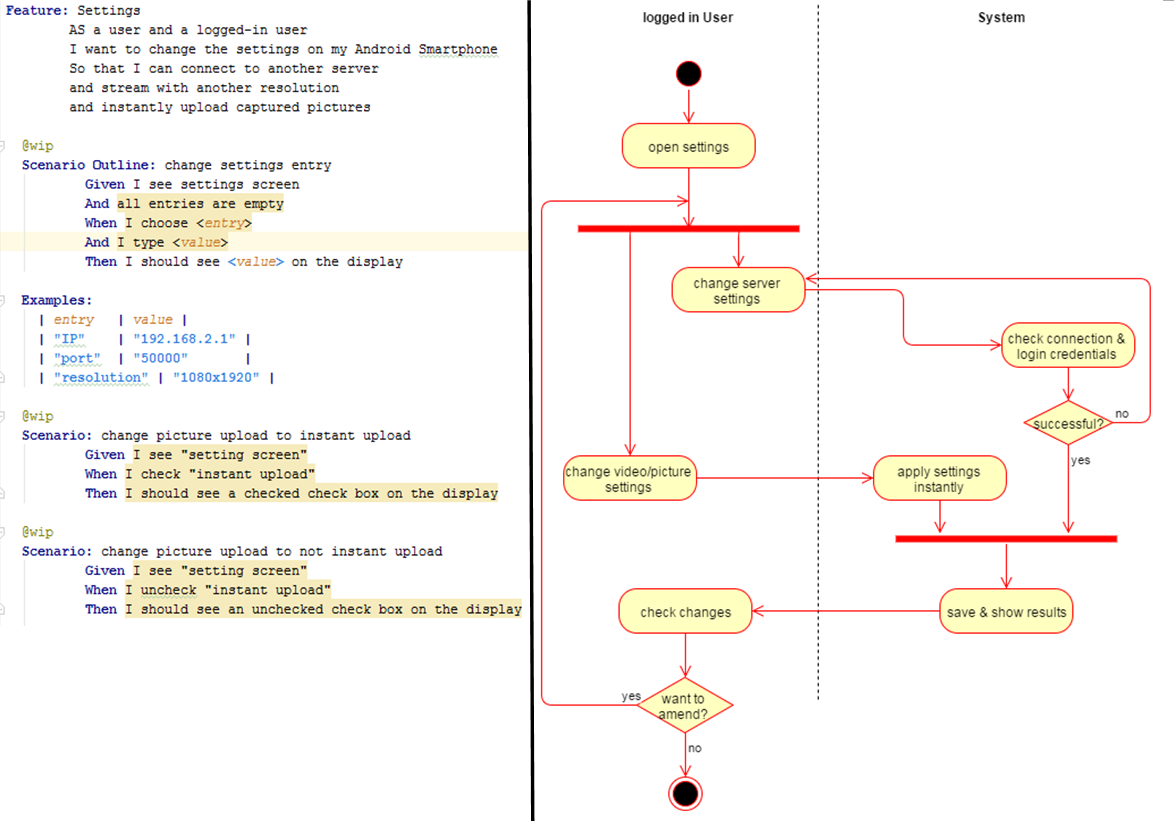 Feature: Settings
AS a user and a logged-in user
I want to change the settings on my Android Smartphone
So that I can connect to another server
and stream with another resolution
and instantly upload captured pictures
@wip
Scenario Outline: change settings entry
Given I see settings screen
And all entries are empty
When I choose <entry>
And I type <value>
Then I should see <value> on the display
Examples:
| entry | value |
| "IP" | "192.168.2.1" |
| "port" | "50000" |
| "resolution" | "1080x1920" |
@wip
Scenario: change picture upload to instant upload
Given I see "setting screen"
When I check "instant upload"
Then I should see a checked check box on the display
@wip
Scenario: change picture upload to not instant upload
Given I see "setting screen"
When I uncheck "instant upload"
Then I should see an unchecked check box on the display
logged in User
System
open settings
change server
settings
check connection &
login credentials
successful?
no
yes
change video/picture
settings
apply settings
instantly
save & show results
check changes
want to
amend?
yes
no